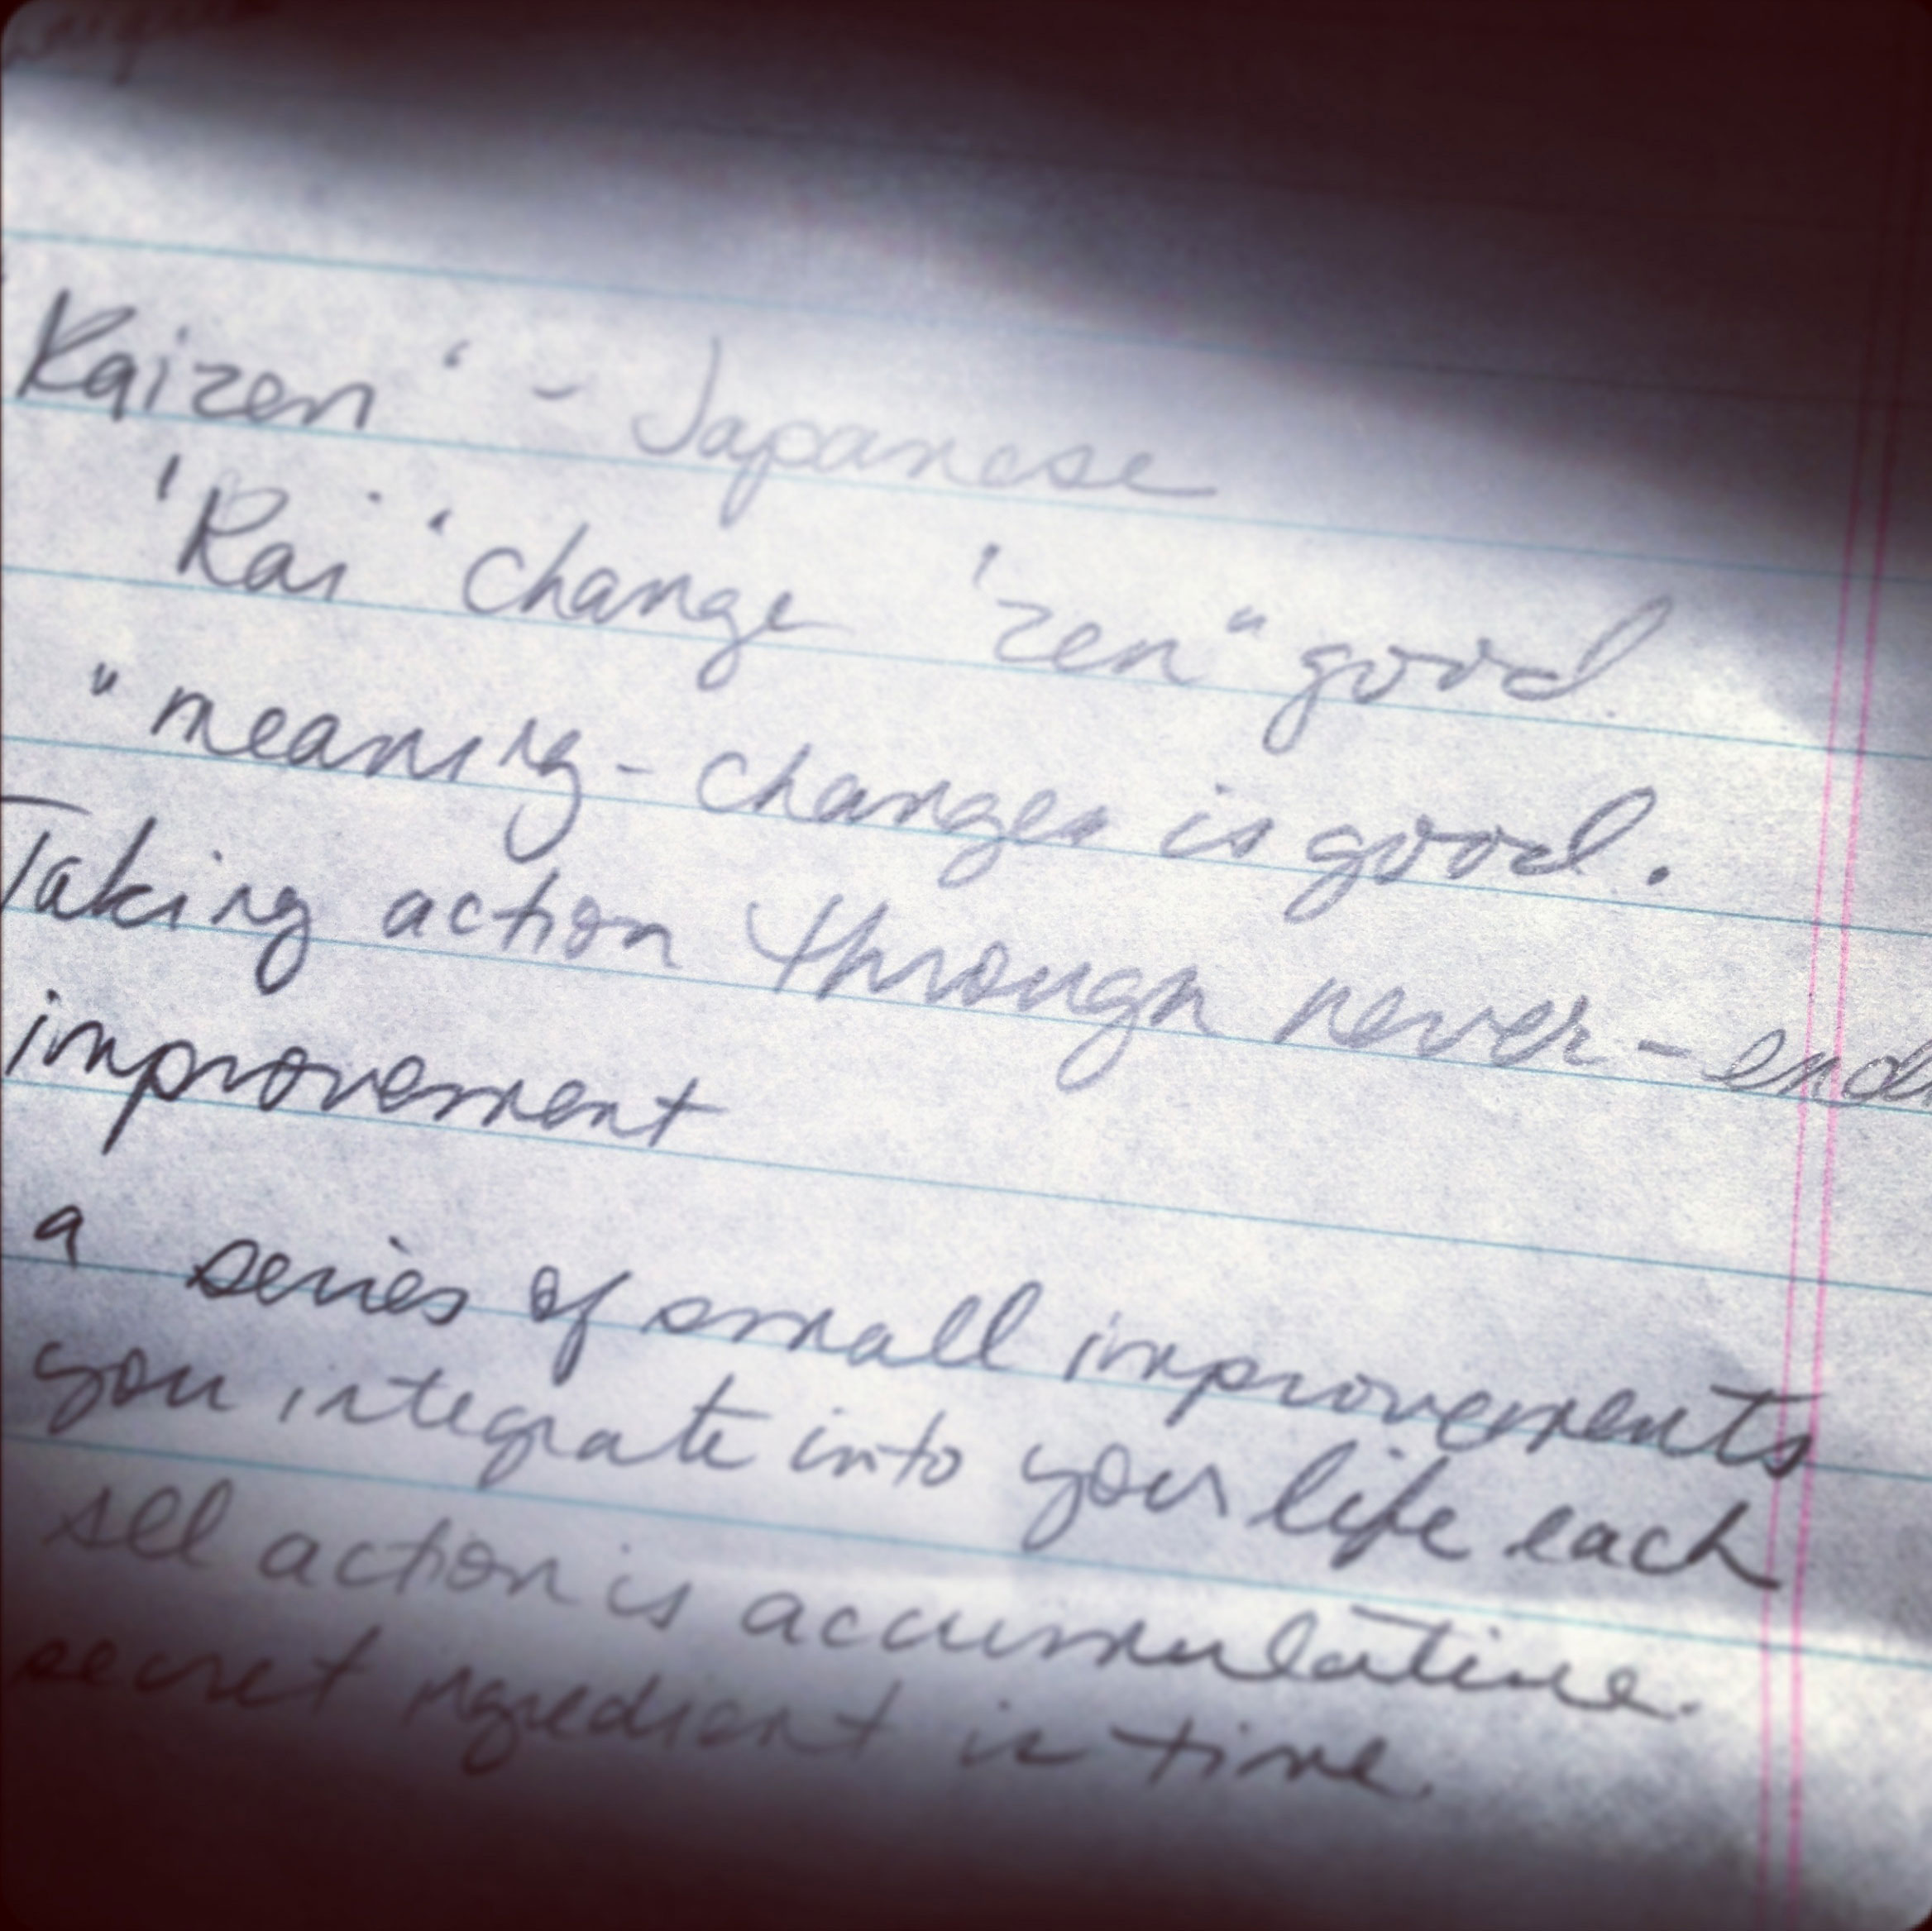 Kaizen' - Japanese
'Kai' change 'zen" good
" meaning - changes is good.
Taking action through never - end
improvement
a series of small improvements
you integrate into your life each
all action is accumulative.
secret ingredient is time.